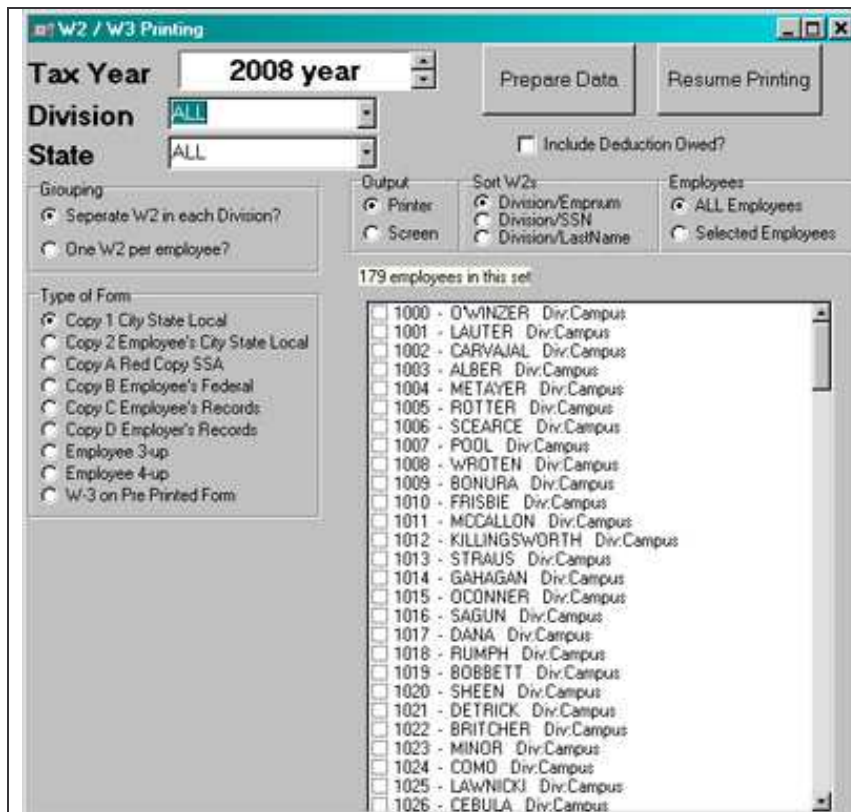 W2 / W3 Printing
Tax Year 2008 year
Prepare Data Resume Printing
Division ALL
State ALL
Include Deduction Owed?
Grouping
Seperate W2 in each Division?
One W2 per employee?
Output
Printer
Screen
Sort W2s
Division/Empnum
Division/SSN
Division/LastName
Employees
ALL Employees
Selected Employees
Type of Form
Copy 1 City State Local
Copy 2 Employee's City State Local
Copy A Red Copy SSA
Copy B Employee's Federal
Copy C Employee's Records
Copy D Employer's Records
Employee 3-up
Employee 4-up
W-3 on Pre Printed Form
179 employees in this set
1000 - O'WINZER Div:Campus
1001 - LAUTER Div:Campus
1002 - CARVAJAL Div:Campus
1003 - ALBER Div:Campus
1004 - METAYER Div:Campus
1005 - ROTTER Div:Campus
1006 - SCEARCE Div:Campus
1007 - POOL Div:Campus
1008 - WROTEN Div:Campus
1009 - BONURA Div:Campus
1010 - FRISBIE Div:Campus
1011 - MCCALLON Div:Campus
1012 - KILLINGSWORTH Div:Campus
1013 - STRAUS Div:Campus
1014 - GAHAGAN Div:Campus
1015 - OCONNER Div:Campus
1016 - SAGUN Div:Campus
1017 - DANA Div:Campus
1018 - RUMPH Div:Campus
1019 - BOBBETT Div:Campus
1020 - SHEEN Div:Campus
1021 - DETRICK Div:Campus
1022 - BRITCHER Div:Campus
1023 - MINOR Div:Campus
1024 - COMO Div:Campus
1025 - LAWNICKI Div:Campus
1026 - CEBULA Div:Campus